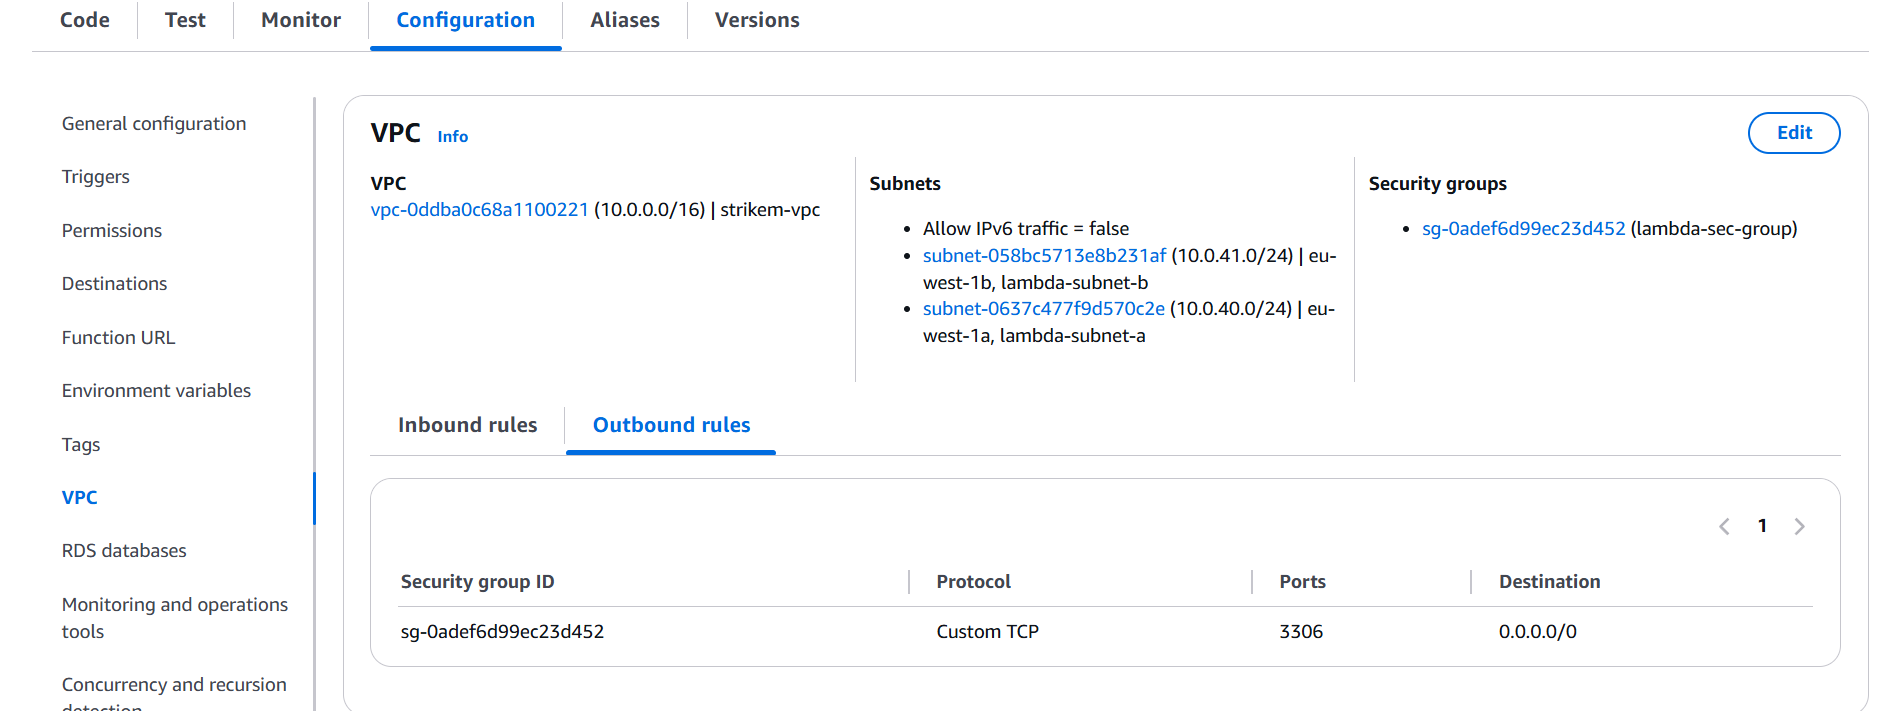 Code
Test
Monitor
Configuration
Aliases
Versions
General configuration
Triggers
Permissions
Destinations
Function URL
Environment variables
Tags
VPC
RDS databases
Monitoring and operations
tools
Concurrency and recursion
detection
VPC Info
Edit
VPC
vpc-0ddba0c68a1100221 (10.0.0.0/16) | strikem-vpc
Subnets
• Allow IPv6 traffic = false
• subnet-058bc5713e8b231af (10.0.41.0/24) | eu-
west-1b, lambda-subnet-b
• subnet-0637c477f9d570c2e (10.0.40.0/24) | eu-
west-1a, lambda-subnet-a
Security groups
• sg-0adef6d99ec23d452 (lambda-sec-group)
Inbound rules
Outbound rules
1
Security group ID
Protocol
Ports
Destination
sg-0adef6d99ec23d452
Custom TCP
3306
0.0.0.0/0